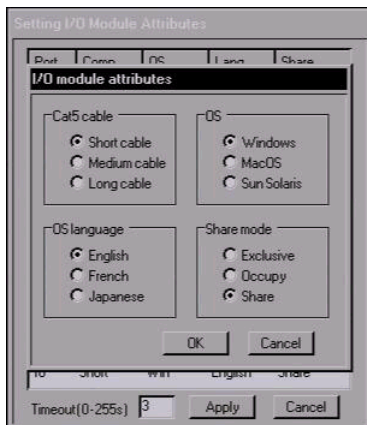 Setting I/O Module Attributes
Port Comp OS Lang Share
I/O module attributes
Cat5 cable
Short cable
Medium cable
Long cable
OS
Windows
MacOS
Sun Solaris
OS language
English
French
Japanese
Share mode
Exclusive
Occupy
Share
OK Cancel
16 Short Win English Share
Timeout(0-255s) 3 Apply Cancel